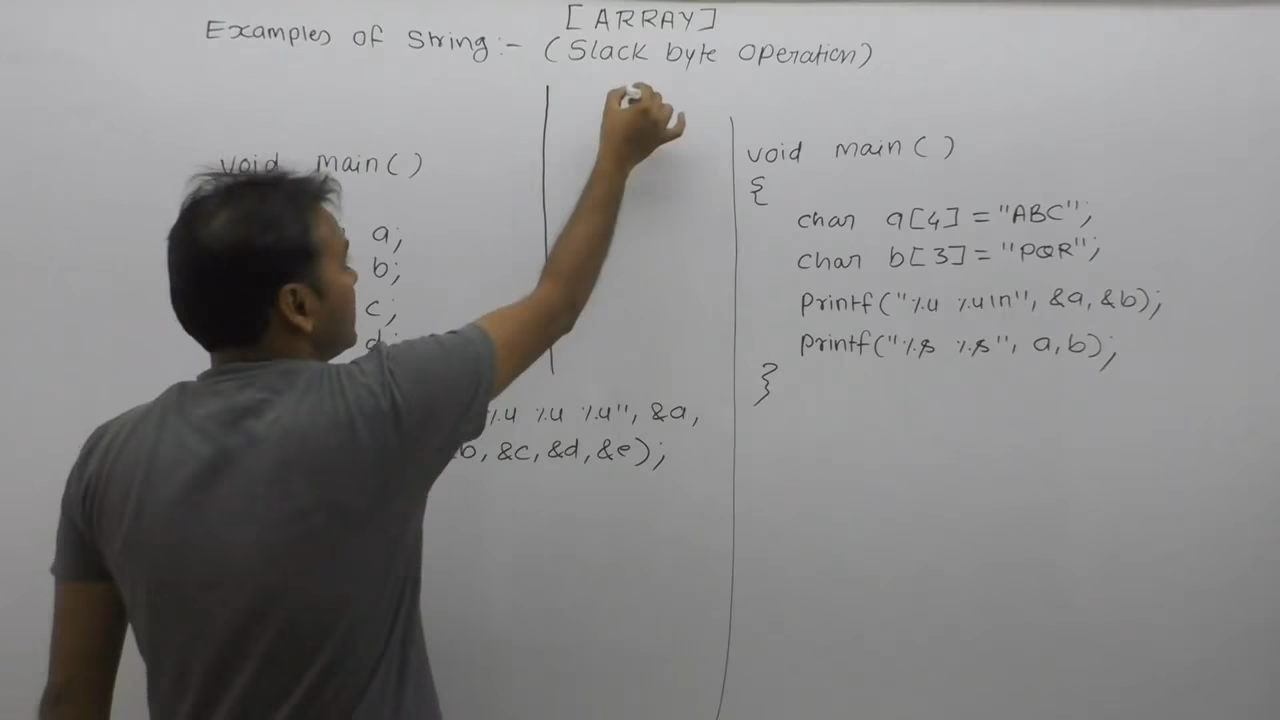 [ARRAY]
Examples of String:- (Slack byte operation)
void main()
a;
b;
c;
d;
%u %u %u", &a,
&b, &c, &d, &e);
void main()
{
char a[4] = "ABC";
char b[3] = "PQR";
printf("%u %u\n", &a, &b);
printf("%s %s", a, b);
}